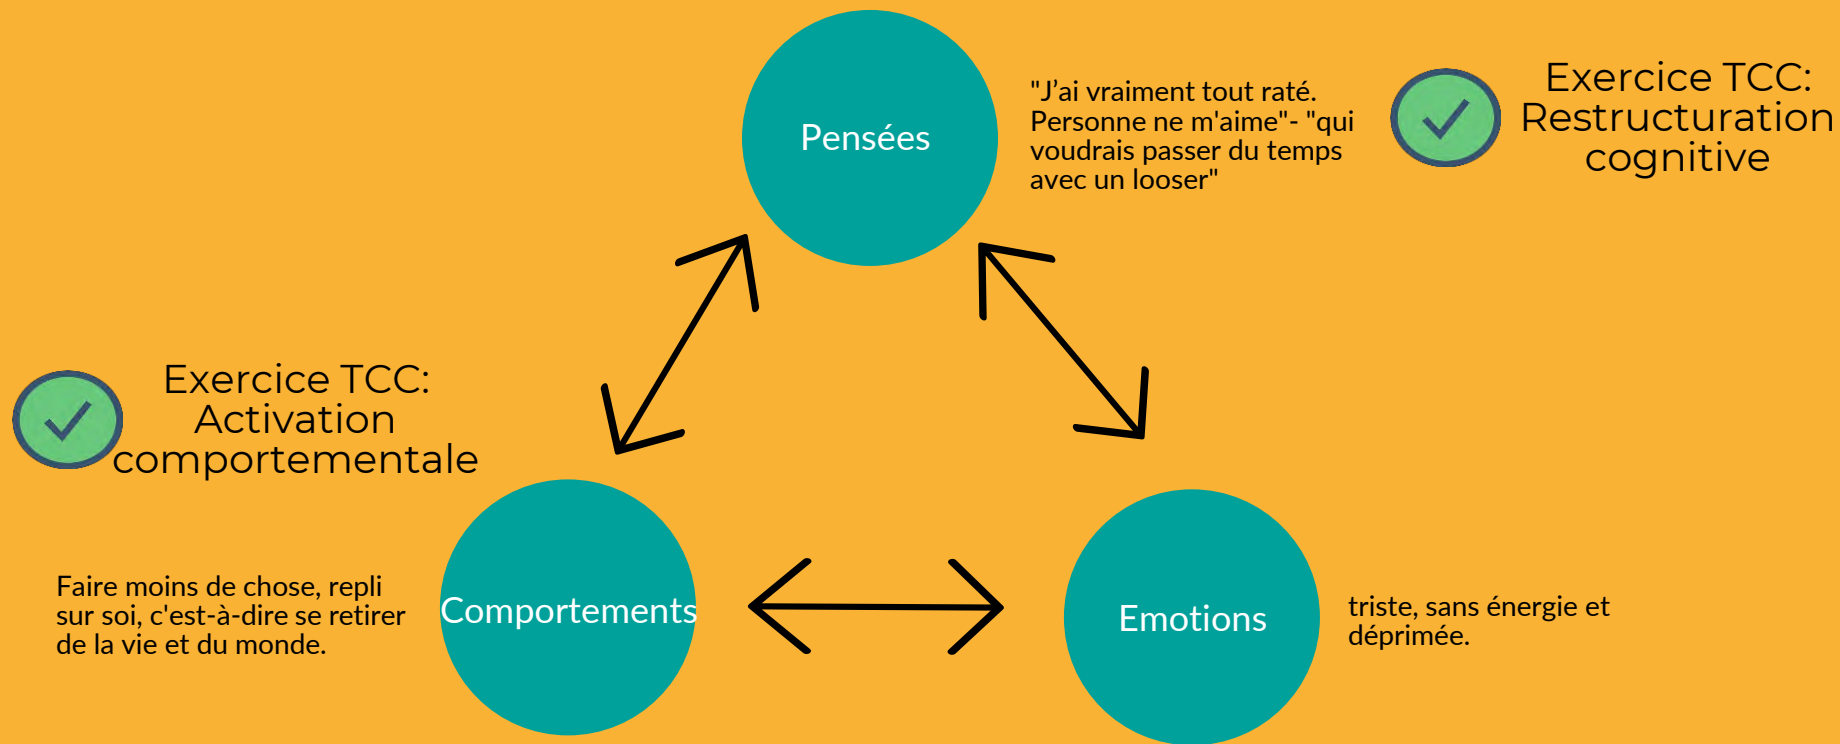 Pensées
"J’ai vraiment tout raté.
Personne ne m'aime"- "qui
voudrais passer du temps
avec un looser"
Exercice TCC:
Restructuration
cognitive
Exercice TCC:
Activation
comportementale
Faire moins de chose, repli
sur soi, c'est-à-dire se retirer
de la vie et du monde.
Comportements
Emotions
triste, sans énergie et
déprimée.